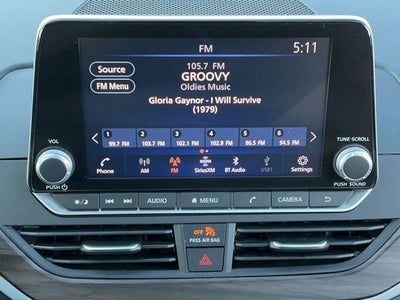 FM
5:11
Source
105.7 FM
GROOVY
FM Menu
Oldies Music
Gloria Gaynor - I Will Survive
(1979)
1 2 3 4 5 6
99.7 FM 103.7 FM 102.1 FM 102.9 FM 96.5 FM 94.5 FM
VOL
TUNE-SCROLL
Phone AM FM SiriusXM BT Audio USB1 Settings
PUSH
PUSH SOUND
AUDIO MENU CAMERA
OFF
PASS AIR BAG